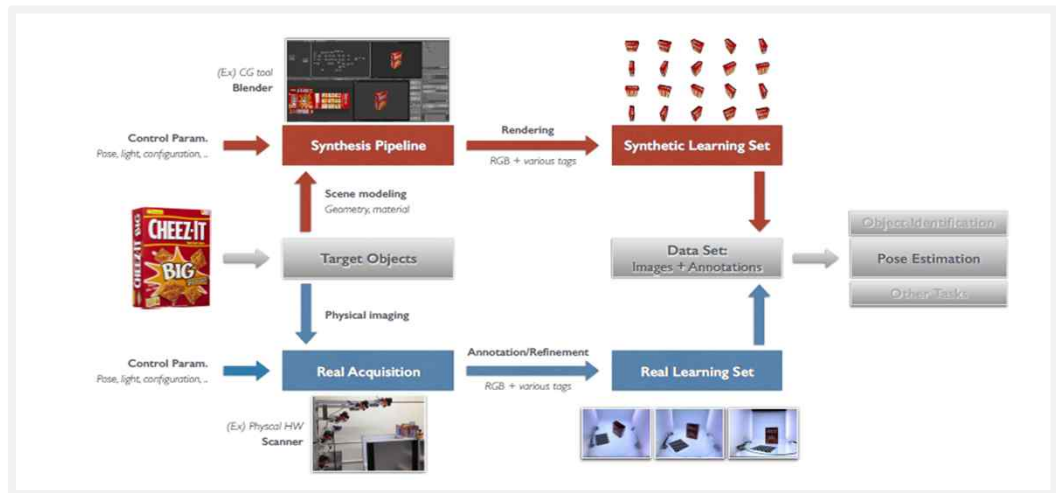 (Ex) CG tool
Blender
Control Param.
Pose, light, configuration, ..
Synthesis Pipeline
Rendering
RGB + various tags
Synthetic Learning Set
Scene modeling
Geometry, material
CHEEZ-IT
BIG
CHEEZ-IT BIG
Target Objects
Data Set:
Images + Annotations
Object Identification
Pose Estimation
Other Tasks
Physical imaging
Control Param.
Pose, light, configuration, ..
Real Acquisition
Annotation/Refinement
RGB + various tags
Real Learning Set
(Ex) Physcal HW
Scanner